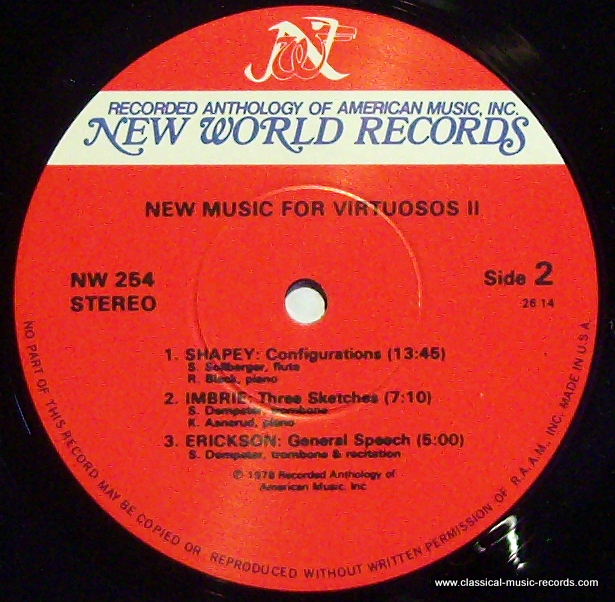 RECORDED ANTHOLOGY OF AMERICAN MUSIC, INC.
NEW WORLD RECORDS
NEW MUSIC FOR VIRTUOSOS II
NW 254
STEREO
Side 2
26:14
1. SHAPEY: Configurations (13:45)
S. Sollberger, flute
R. Black, piano
2. IMBRIE: Three Sketches (7:10)
S. Dempster, trombone
K. Aanerud, piano
3. ERICKSON: General Speech (5:00)
S. Dempster, trombone & recitation
© 1978 Recorded Anthology of
American Music, Inc
NO PART OF THIS RECORD MAY BE COPIED OR REPRODUCED WITHOUT WRITTEN PERMISSION OF R.A.A.M., INC. MADE IN U.S.A.
www.classical-music-records.com